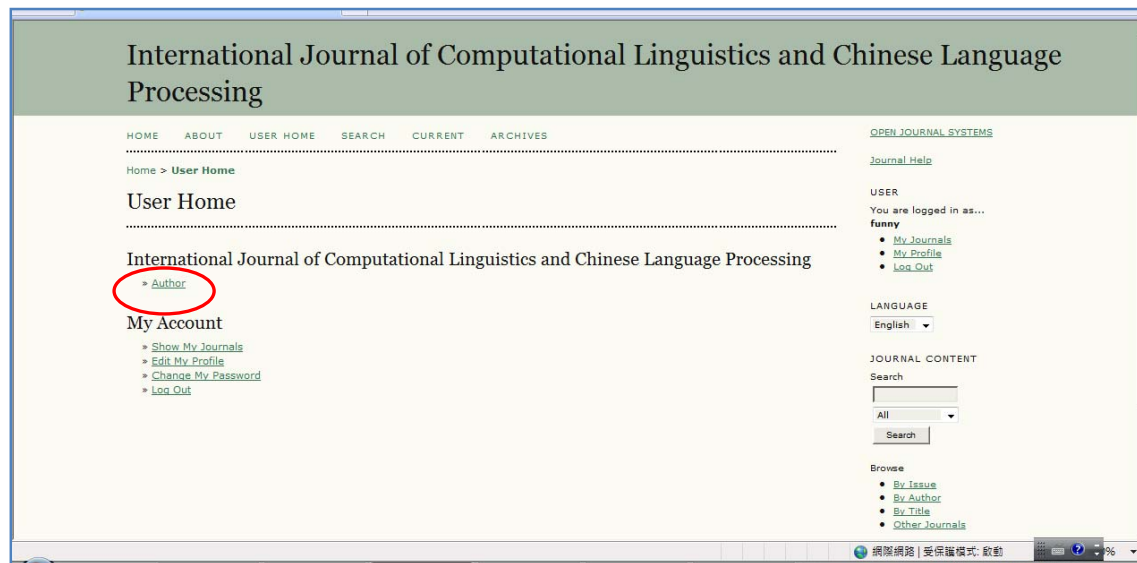 International Journal of Computational Linguistics and Chinese Language
Processing
HOME ABOUT USER HOME SEARCH CURRENT ARCHIVES
Home > User Home
User Home
International Journal of Computational Linguistics and Chinese Language Processing
» Author
My Account
» Show My Journals
» Edit My Profile
» Change My Password
» Log Out
OPEN JOURNAL SYSTEMS
Journal Help
USER
You are logged in as...
funny
• My Journals
• My Profile
• Log Out
LANGUAGE
English
JOURNAL CONTENT
Search
All
Search
Browse
• By Issue
• By Author
• By Title
• Other Journals
網際網路 | 受保護模式: 啟動